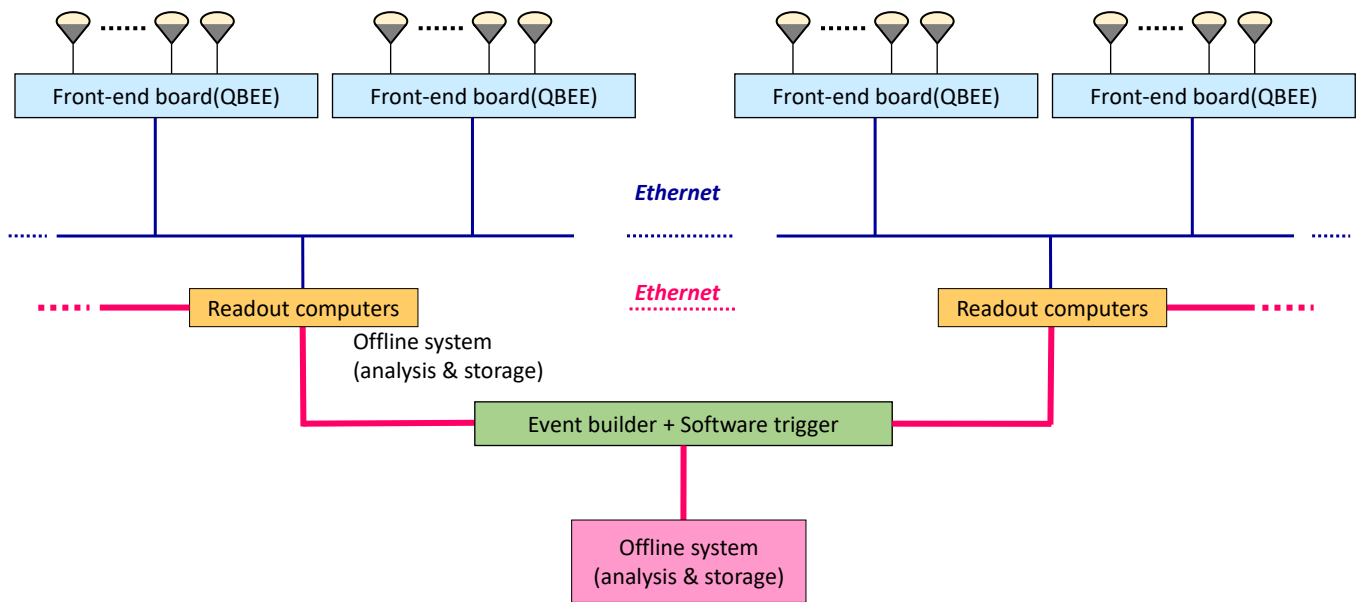 Front-end board(QBEE)
Front-end board(QBEE)
Front-end board(QBEE)
Front-end board(QBEE)
Ethernet
Ethernet
Readout computers
Readout computers
Offline system
(analysis & storage)
Event builder + Software trigger
Offline system
(analysis & storage)